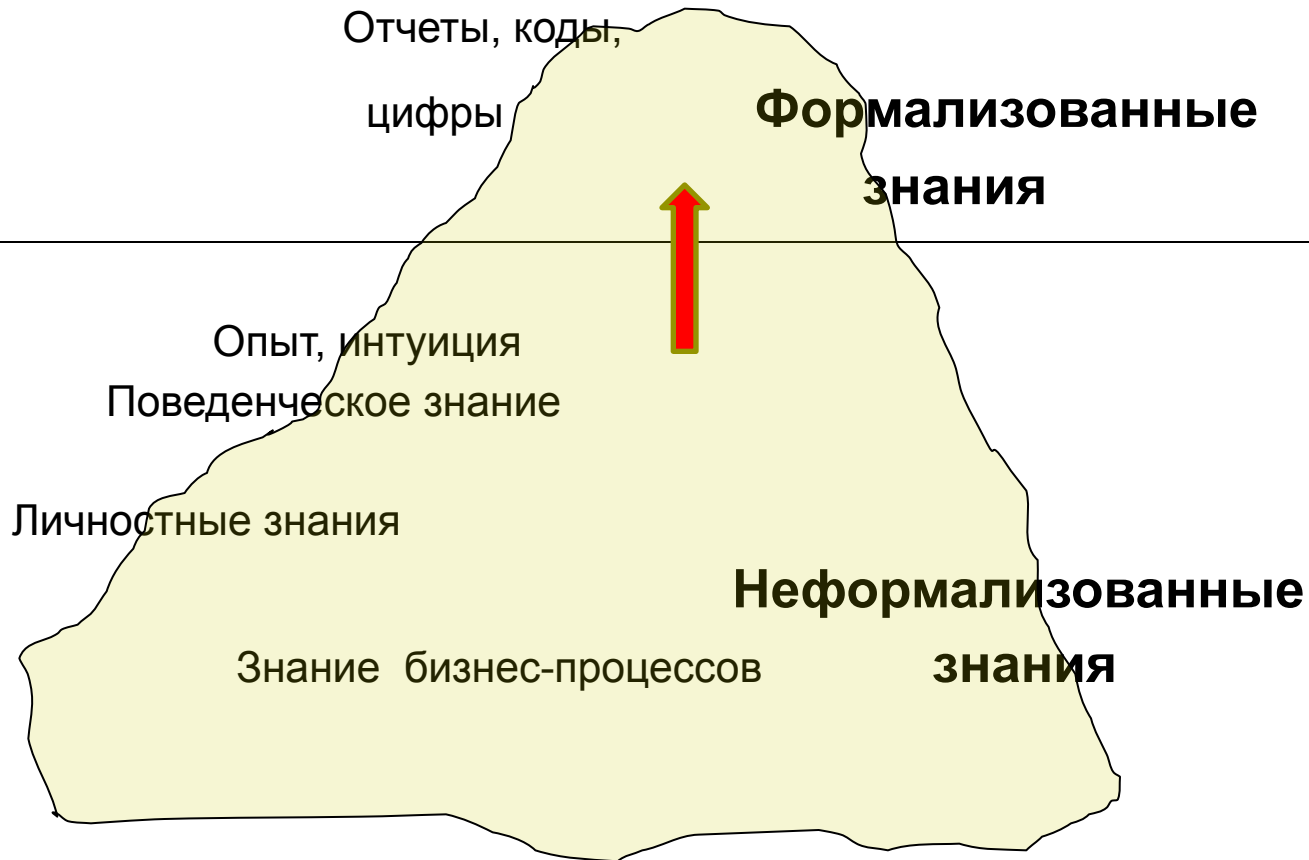 Отчеты, коды,
цифры
Формализованные
знания
Опыт, интуиция
Поведенческое знание
Личностные знания
Неформализованные
знания
Знание бизнес-процессов